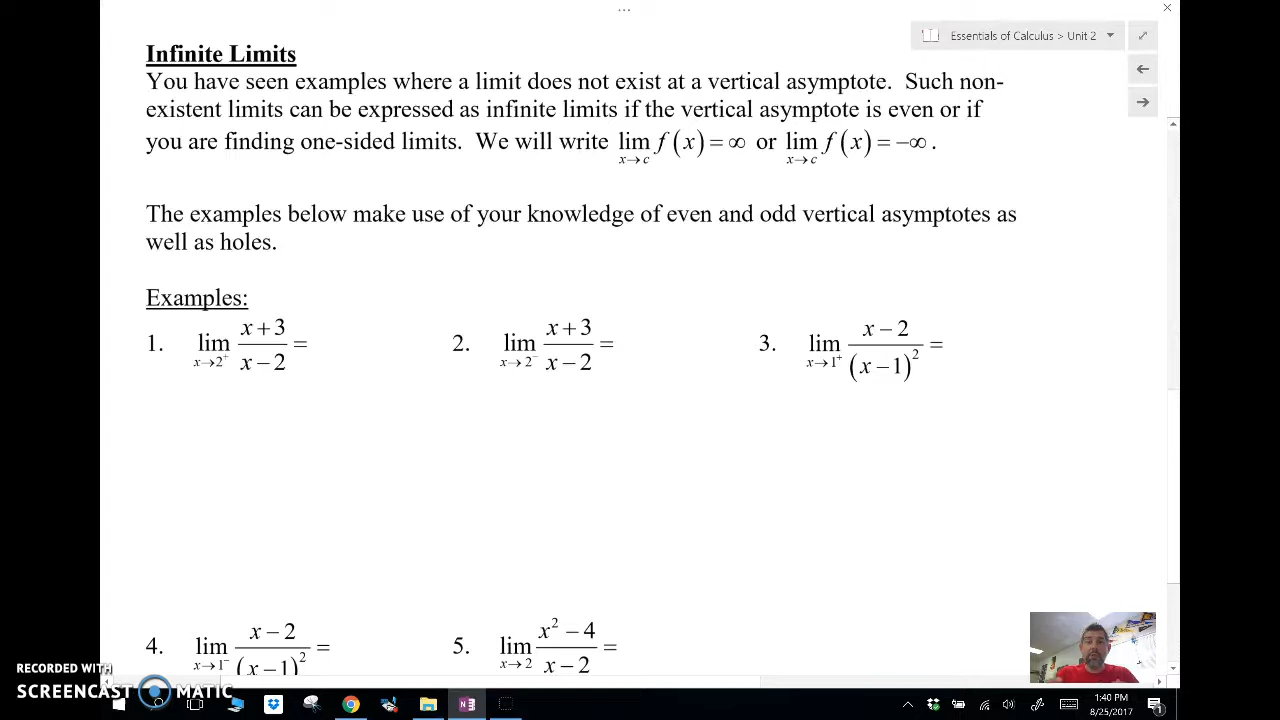 ...
Essentials of Calculus > Unit 2
Infinite Limits
You have seen examples where a limit does not exist at a vertical asymptote.  Such non-
existent limits can be expressed as infinite limits if the vertical asymptote is even or if
you are finding one-sided limits.  We will write lim x→c f(x) = ∞ or lim x→c f(x) = −∞.
The examples below make use of your knowledge of even and odd vertical asymptotes as
well as holes.
Examples:
1. lim x→2⁺ (x+3)/(x−2) =
2. lim x→2⁻ (x+3)/(x−2) =
3. lim x→1⁺ (x−2)/(x−1)² =
4. lim x→1⁻ (x−2)/(x−1)² =
5. lim x→2 (x²−4)/(x−2) =
RECORDED WITH
SCREENCAST MATIC
1:40 PM
8/25/2017